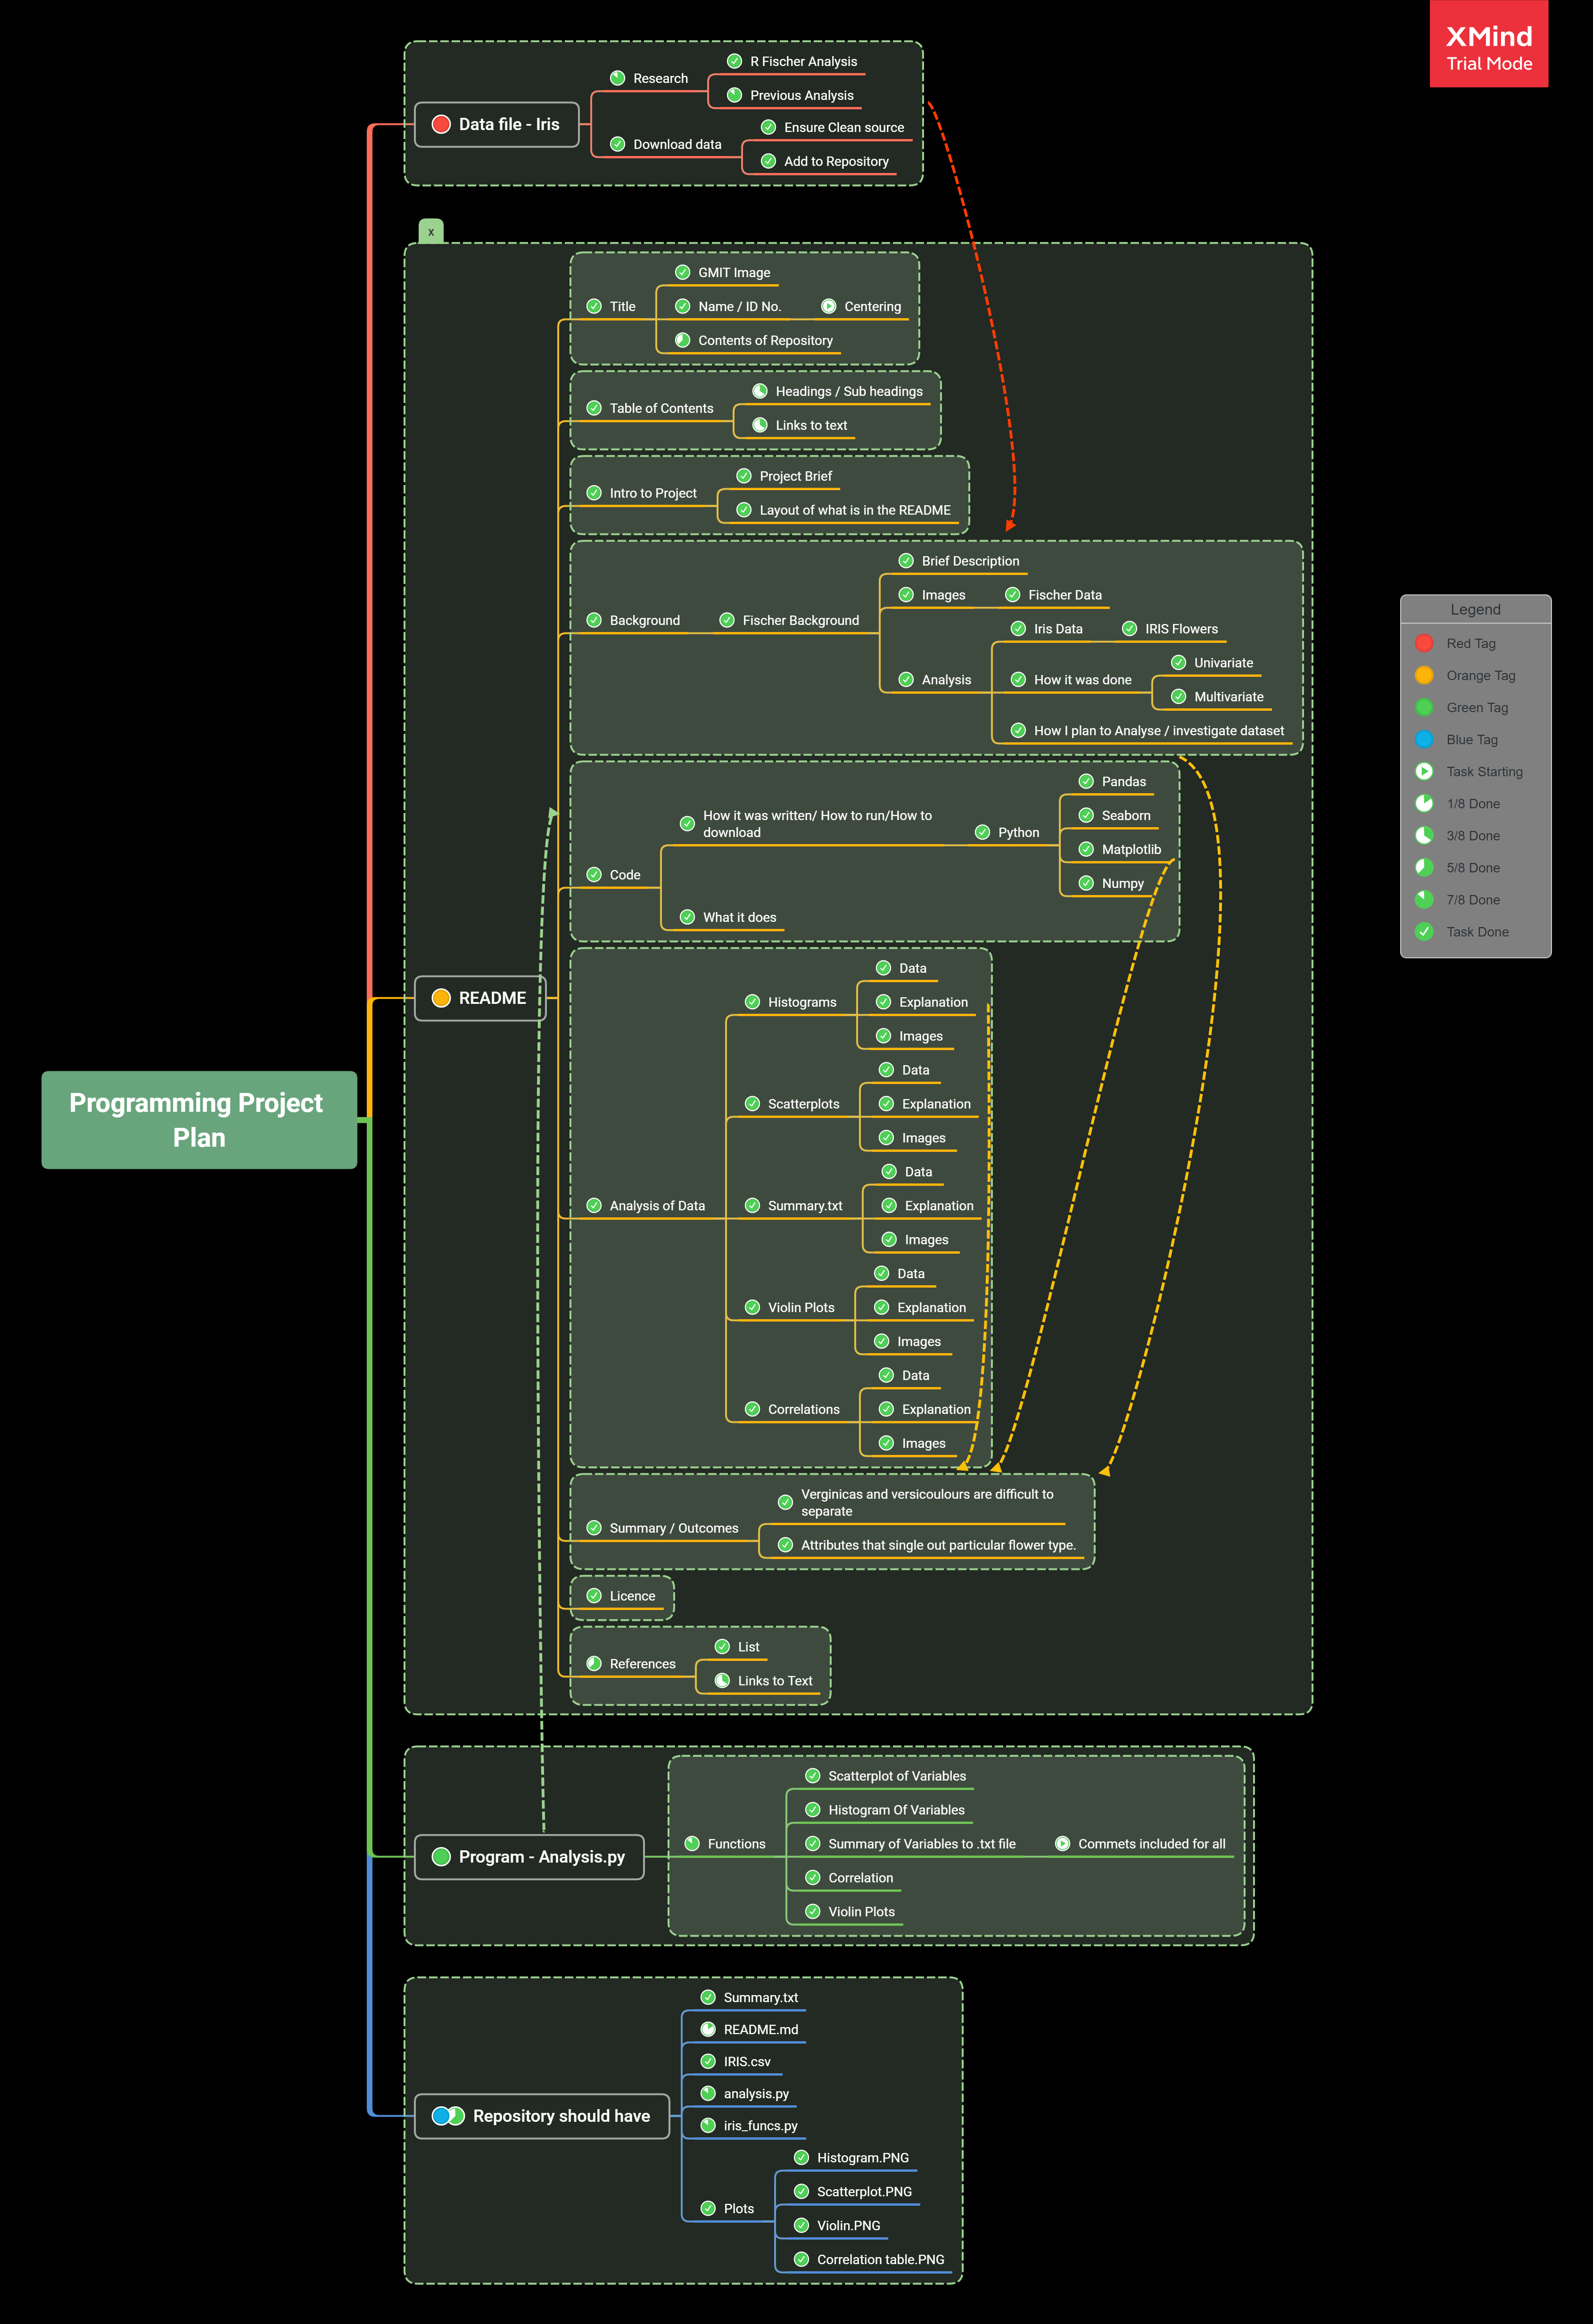 XMind
Trial Mode
Data file - Iris
Research
R Fischer Analysis
Previous Analysis
Download data
Ensure Clean source
Add to Repository
x
README
Title
GMIT Image
Name / ID No.
Centering
Contents of Repository
Table of Contents
Headings / Sub headings
Links to text
Intro to Project
Project Brief
Layout of what is in the README
Background
Fischer Background
Brief Description
Images
Fischer Data
Analysis
Iris Data
IRIS Flowers
How it was done
Univariate
Multivariate
How I plan to Analyse / investigate dataset
Code
How it was written/ How to run/How to
download
Python
Pandas
Seaborn
Matplotlib
Numpy
What it does
Analysis of Data
Histograms
Data
Explanation
Images
Scatterplots
Data
Explanation
Images
Summary.txt
Data
Explanation
Images
Violin Plots
Data
Explanation
Images
Correlations
Data
Explanation
Images
Summary / Outcomes
Verginicas and versicoulours are difficult to
separate
Attributes that single out particular flower type.
Licence
References
List
Links to Text
Programming Project
Plan
Program - Analysis.py
Functions
Scatterplot of Variables
Histogram Of Variables
Summary of Variables to .txt file
Commets included for all
Correlation
Violin Plots
Repository should have
Summary.txt
README.md
IRIS.csv
analysis.py
iris_funcs.py
Plots
Histogram.PNG
Scatterplot.PNG
Violin.PNG
Correlation table.PNG
Legend
Red Tag
Orange Tag
Green Tag
Blue Tag
Task Starting
1/8 Done
3/8 Done
5/8 Done
7/8 Done
Task Done